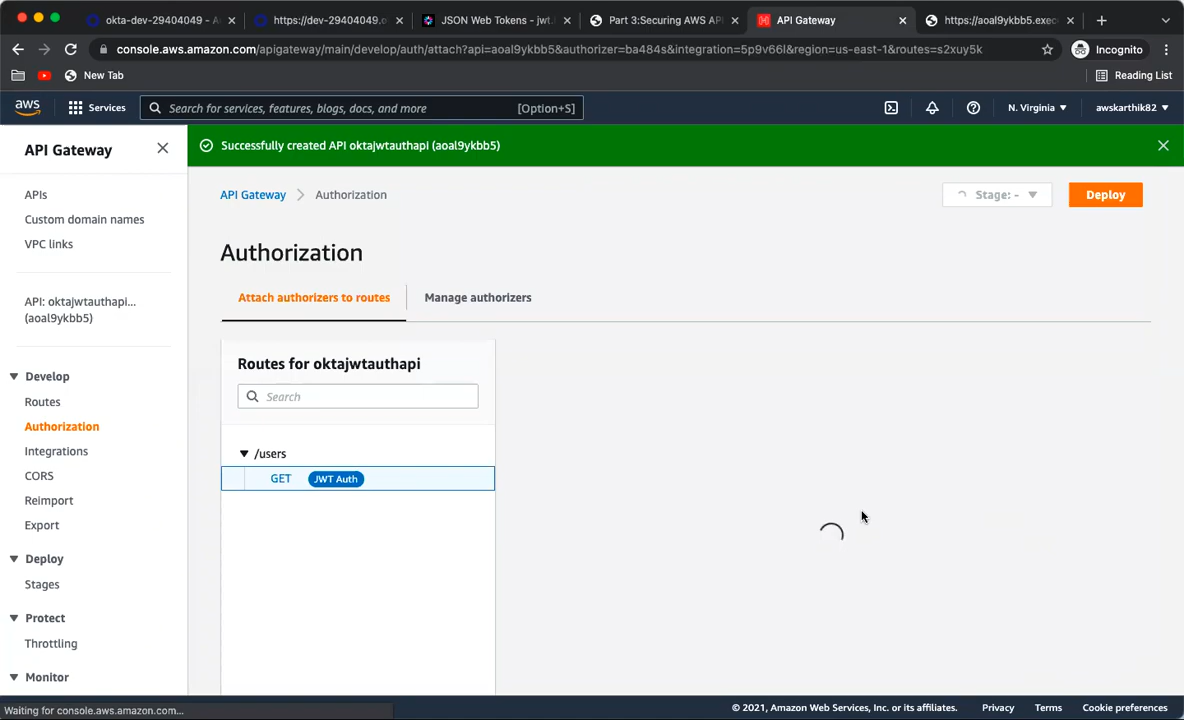 okta-dev-29404049 - A
https://dev-29404049.o
JSON Web Tokens - jwt.
Part 3:Securing AWS AP
API Gateway
https://aoal9ykbb5.exec
console.aws.amazon.com/apigateway/main/develop/auth/attach?api=aoal9ykbb5&authorizer=ba484s&integration=5p9v66l&region=us-east-1&routes=s2xuy5k
Incognito
New Tab
Reading List
aws
Services
Search for services, features, blogs, docs, and more
[Option+S]
N. Virginia
awskarthik82
API Gateway
Successfully created API oktajwtauthapi (aoal9ykbb5)
APIs
Custom domain names
VPC links
API: oktajwtauthapi...
(aoal9ykbb5)
Develop
Routes
Authorization
Integrations
CORS
Reimport
Export
Deploy
Stages
Protect
Throttling
Monitor
API Gateway
Authorization
Stage: -
Deploy
Authorization
Attach authorizers to routes
Manage authorizers
Routes for oktajwtauthapi
Search
/users
GET
JWT Auth
Waiting for console.aws.amazon.com...
© 2021, Amazon Web Services, Inc. or its affiliates.
Privacy
Terms
Cookie preferences